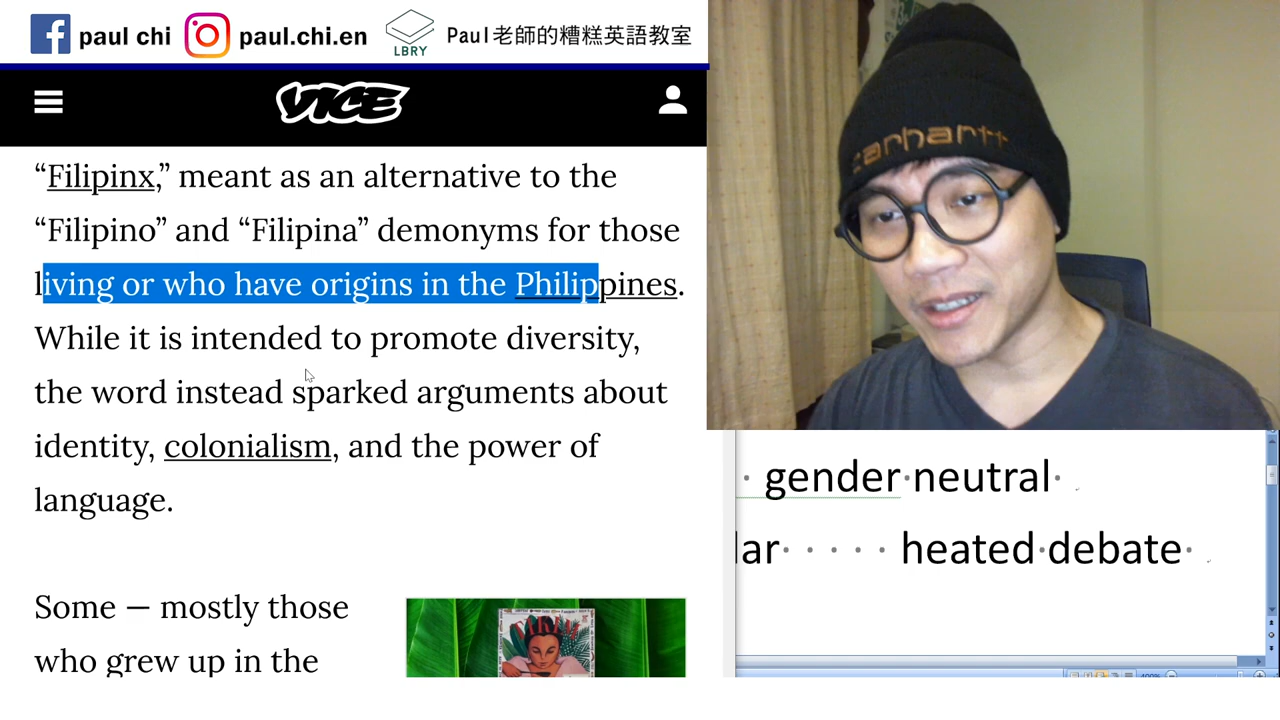 paul chi
paul.chi.en
LBRY
Paul老師的糟糕英語教室
VICE
“Filipinx,” meant as an alternative to the
“Filipino” and “Filipina” demonyms for those
living or who have origins in the Philippines.
While it is intended to promote diversity,
the word instead sparked arguments about
identity, colonialism, and the power of
language.
Some — mostly those
who grew up in the
TIKIM
carhartt
gender neutral
lar heated debate
400%